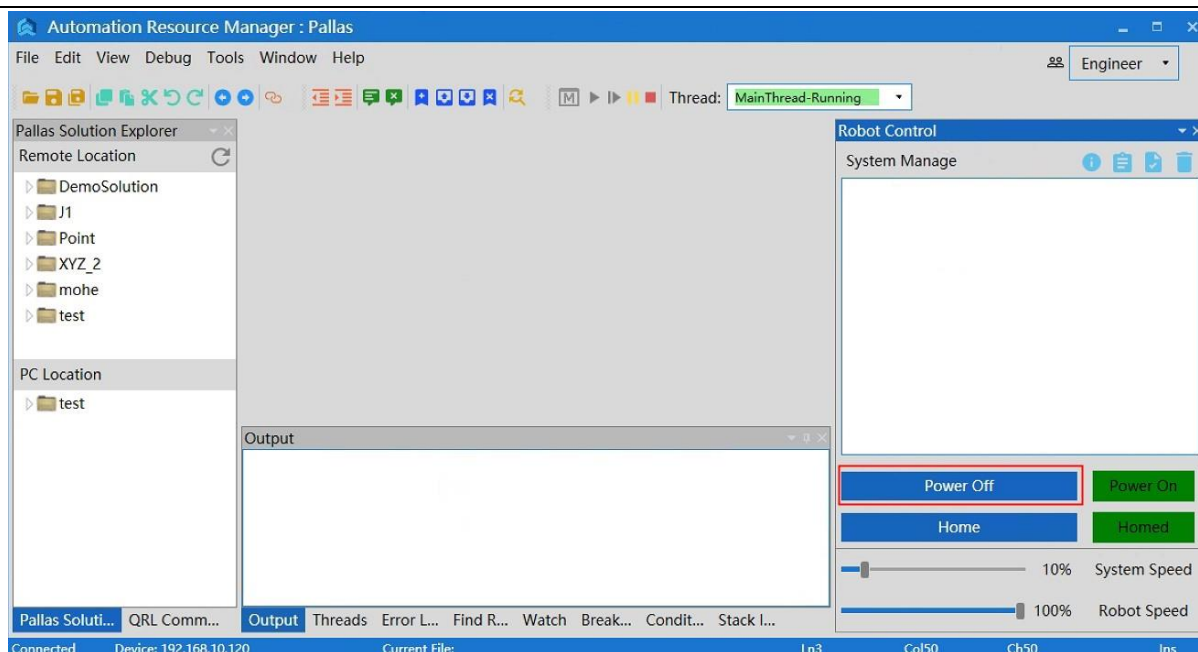 Automation Resource Manager : Pallas
File Edit View Debug Tools Window Help
Engineer
M Thread: MainThread-Running
Pallas Solution Explorer
Remote Location
DemoSolution
J1
Point
XYZ_2
mohe
test
PC Location
test
Pallas Soluti... QRL Comm...
Output
Output Threads Error L... Find R... Watch Break... Condit... Stack I...
Robot Control
System Manage
Power Off Power On
Home Homed
10% System Speed
100% Robot Speed
Connected Device: 192.168.10.120 Current File: Ln3 Col50 Ch50 Ins